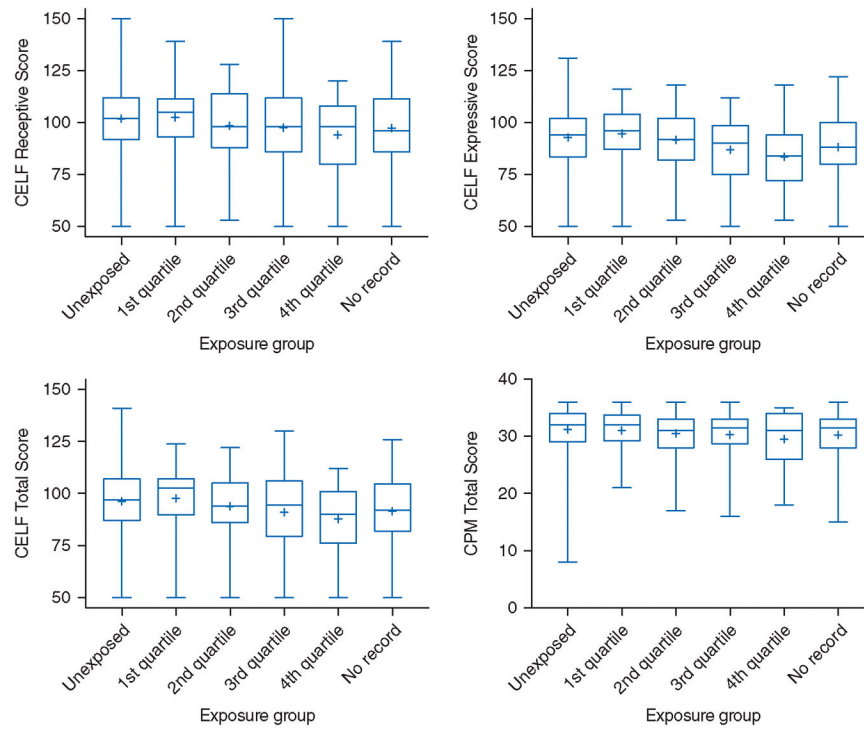 CELF Receptive Score
150
125
100
75
50
Unexposed
1st quartile
2nd quartile
3rd quartile
4th quartile
No record
Exposure group
CELF Expressive Score
150
125
100
75
50
Unexposed
1st quartile
2nd quartile
3rd quartile
4th quartile
No record
Exposure group
CELF Total Score
150
125
100
75
50
Unexposed
1st quartile
2nd quartile
3rd quartile
4th quartile
No record
Exposure group
CPM Total Score
40
30
20
10
0
Unexposed
1st quartile
2nd quartile
3rd quartile
4th quartile
No record
Exposure group